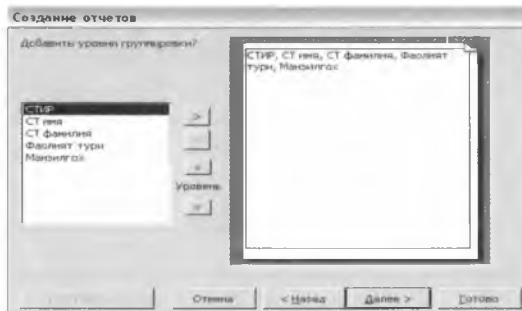 Создание отчетов
Добавить уровни группировки?
СТИР, СТ имя, СТ фамилия, Фаолият
тури, Манзилгох
СТИР
СТ имя
СТ фамилия
Фаолият тури
Манзилгох
>
<
Уровень
Отмена
< Назад
Далее >
Готово